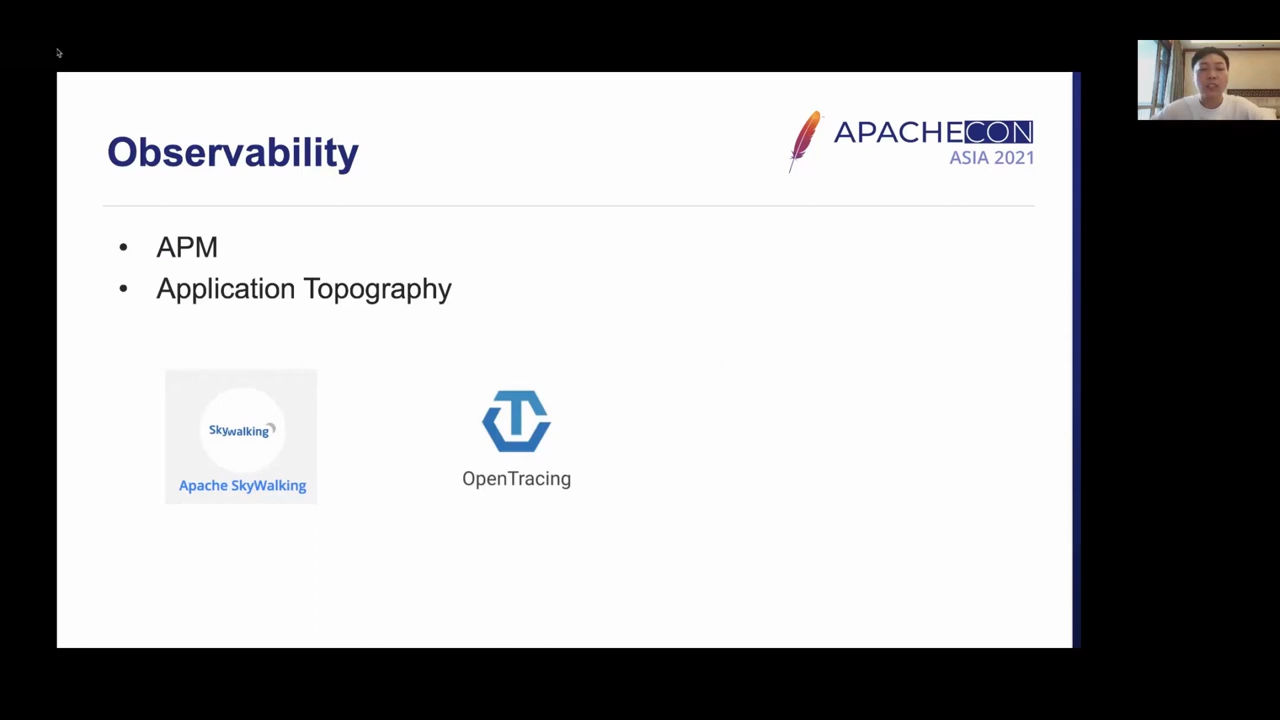 Observability
APACHECON
ASIA 2021
• APM
• Application Topography
Skywalking
Apache SkyWalking
OpenTracing